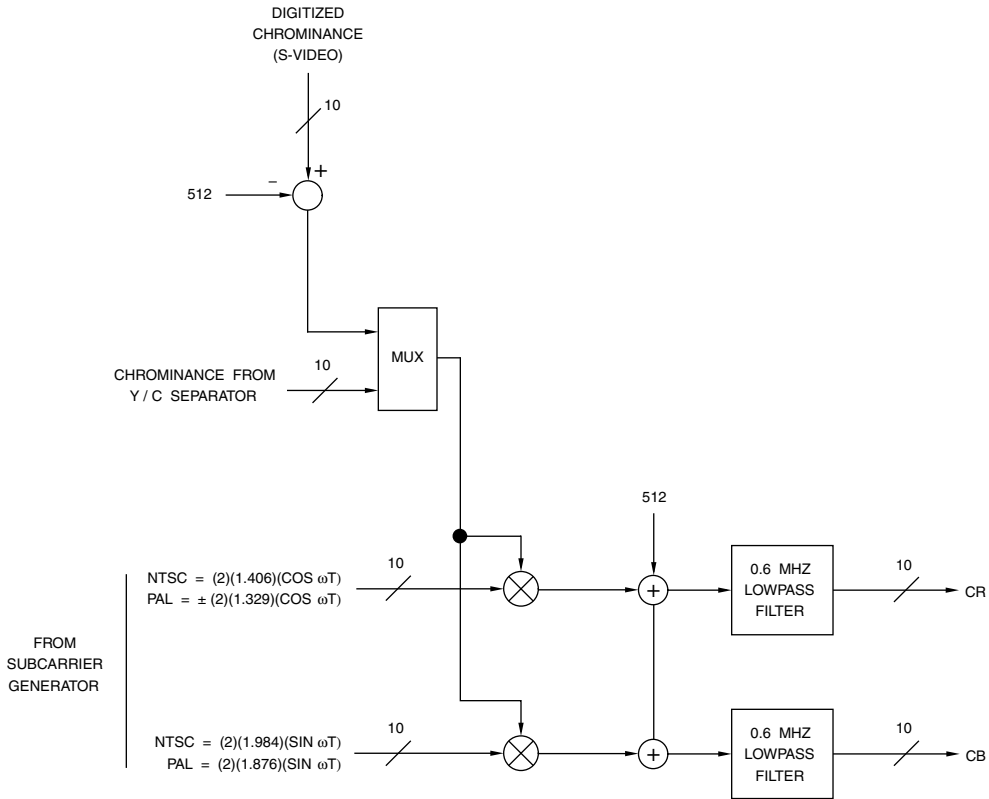 DIGITIZED
CHROMINANCE
(S-VIDEO)
10
+
–
512
MUX
10
CHROMINANCE FROM
Y / C SEPARATOR
512
10
NTSC = (2)(1.406)(COS ωT)
PAL = ± (2)(1.329)(COS ωT)
+
0.6 MHZ
LOWPASS
FILTER
10
CR
FROM
SUBCARRIER
GENERATOR
10
NTSC = (2)(1.984)(SIN ωT)
PAL = (2)(1.876)(SIN ωT)
+
0.6 MHZ
LOWPASS
FILTER
10
CB